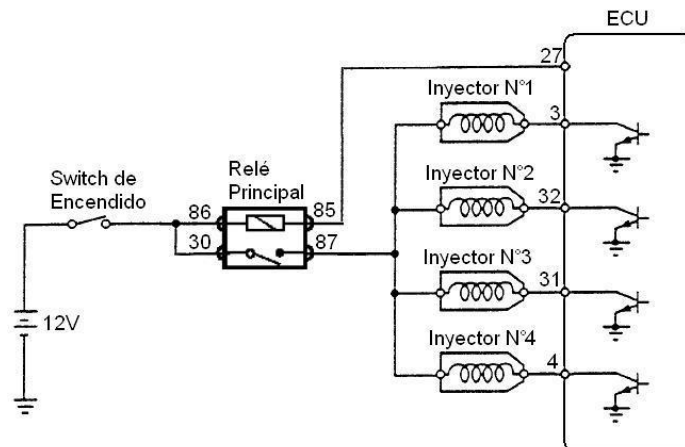 ECU
27
Inyector N°1
3
Switch de
Encendido
Relé
Principal
86
85
30
87
Inyector N°2
32
Inyector N°3
31
12V
Inyector N°4
4